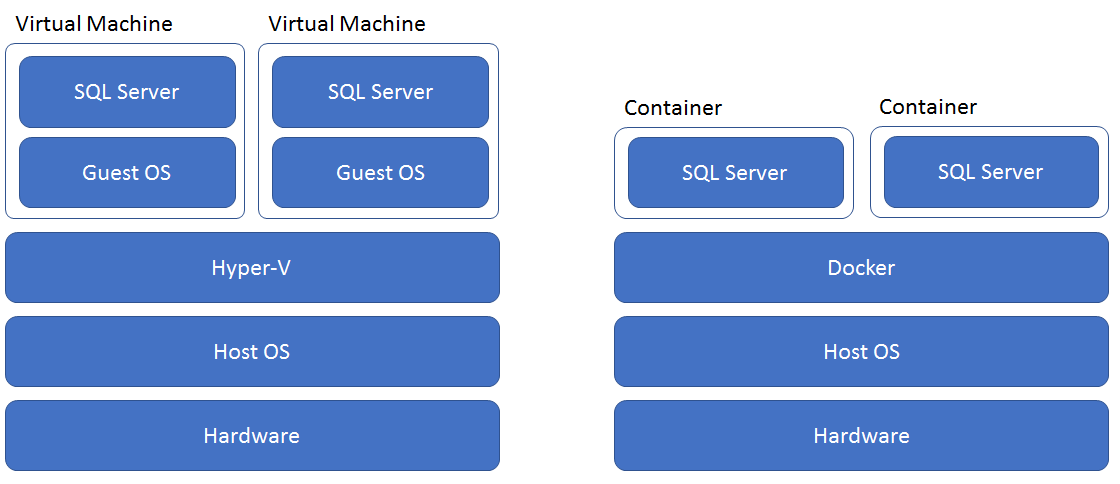 Virtual Machine
Virtual Machine
SQL Server
SQL Server
Guest OS
Guest OS
Hyper-V
Host OS
Hardware
Container
Container
SQL Server
SQL Server
Docker
Host OS
Hardware